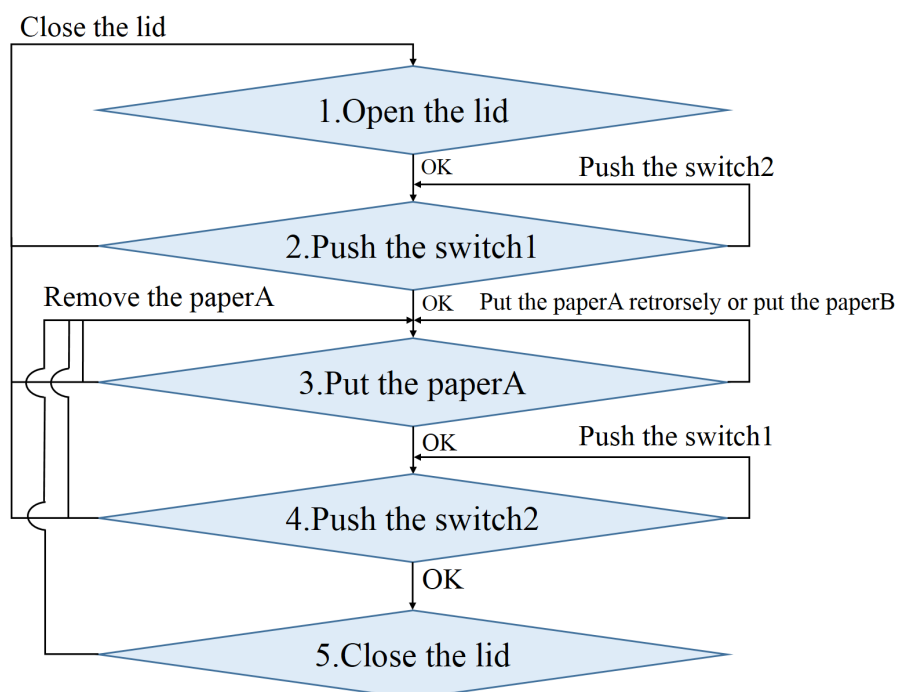 Close the lid
1.Open the lid
OK
Push the switch2
2.Push the switch1
Remove the paperA
OK
Put the paperA retrorsely or put the paperB
3.Put the paperA
OK
Push the switch1
4.Push the switch2
OK
5.Close the lid